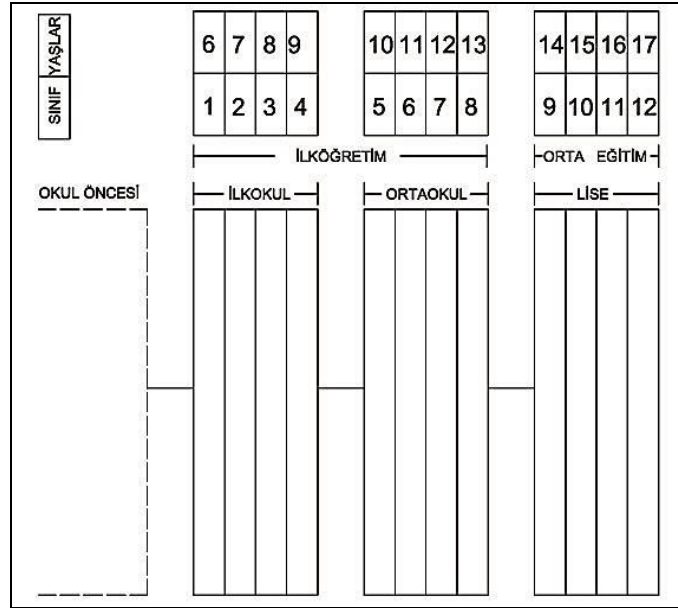 YAŞLAR 6 7 8 9 10 11 12 13 14 15 16 17
SINIF 1 2 3 4 5 6 7 8 9 10 11 12
İLKÖĞRETİM ORTA EĞİTİM
OKUL ÖNCESİ İLKOKUL ORTAOKUL LİSE